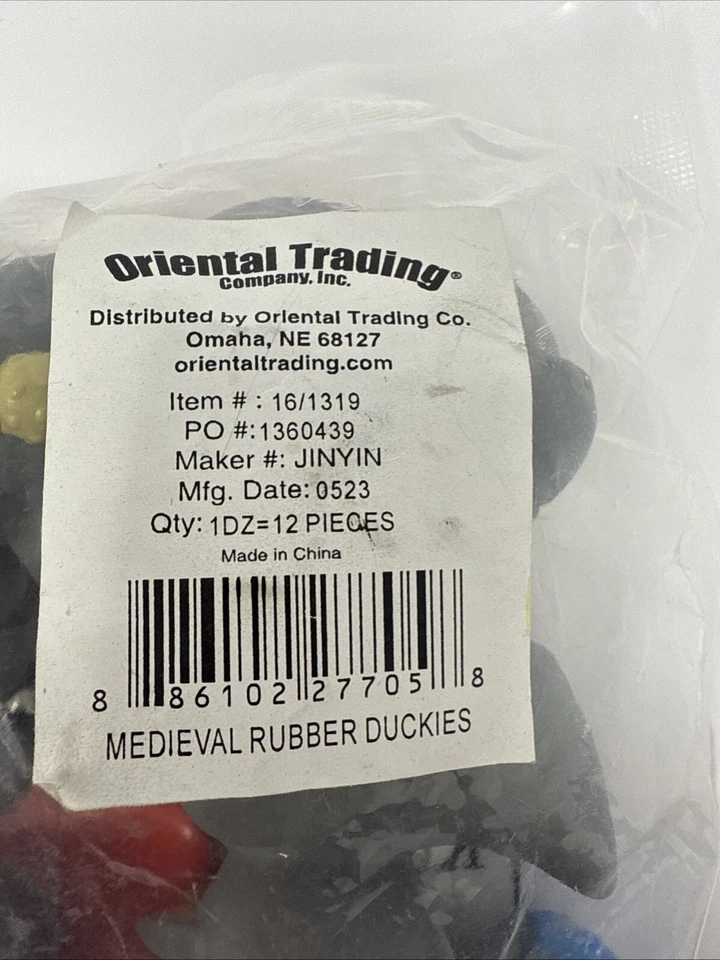 Oriental Trading®
Company, Inc.
Distributed by Oriental Trading Co.
Omaha, NE 68127
orientaltrading.com
Item # : 16/1319
PO #:1360439
Maker #: JINYIN
Mfg. Date: 0523
Qty: 1DZ=12 PIECES
Made in China
8 86102 27705 8
MEDIEVAL RUBBER DUCKIES